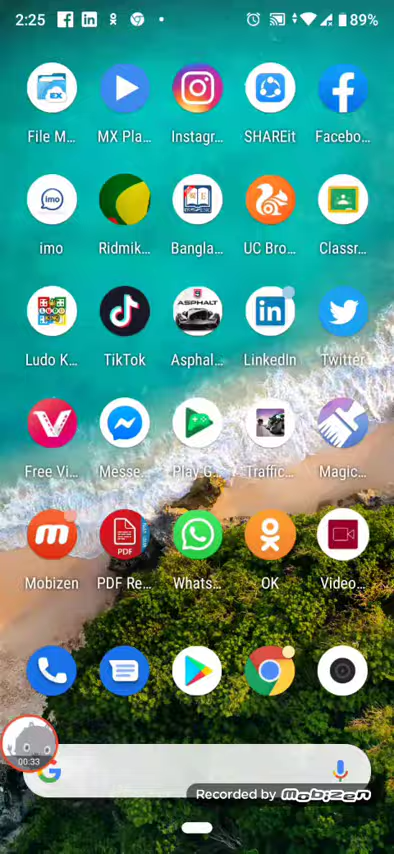 2:25 89%
File M... MX Pla... Instagr... SHAREit Facebo...
imo Ridmik... Bangla... UC Bro... Classr...
ASPHALT
Ludo K... TikTok Asphal... LinkedIn Twitter
Free Vi... Messe... Play G... Traffic... Magic...
PDF
Mobizen PDF Re... Whats... OK Video...
00:33
Recorded by mobizen